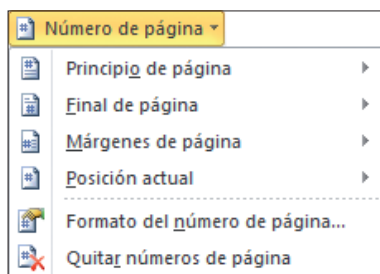 Número de página
Principio de página
Final de página
Márgenes de página
Posición actual
Formato del número de página...
Quitar números de página